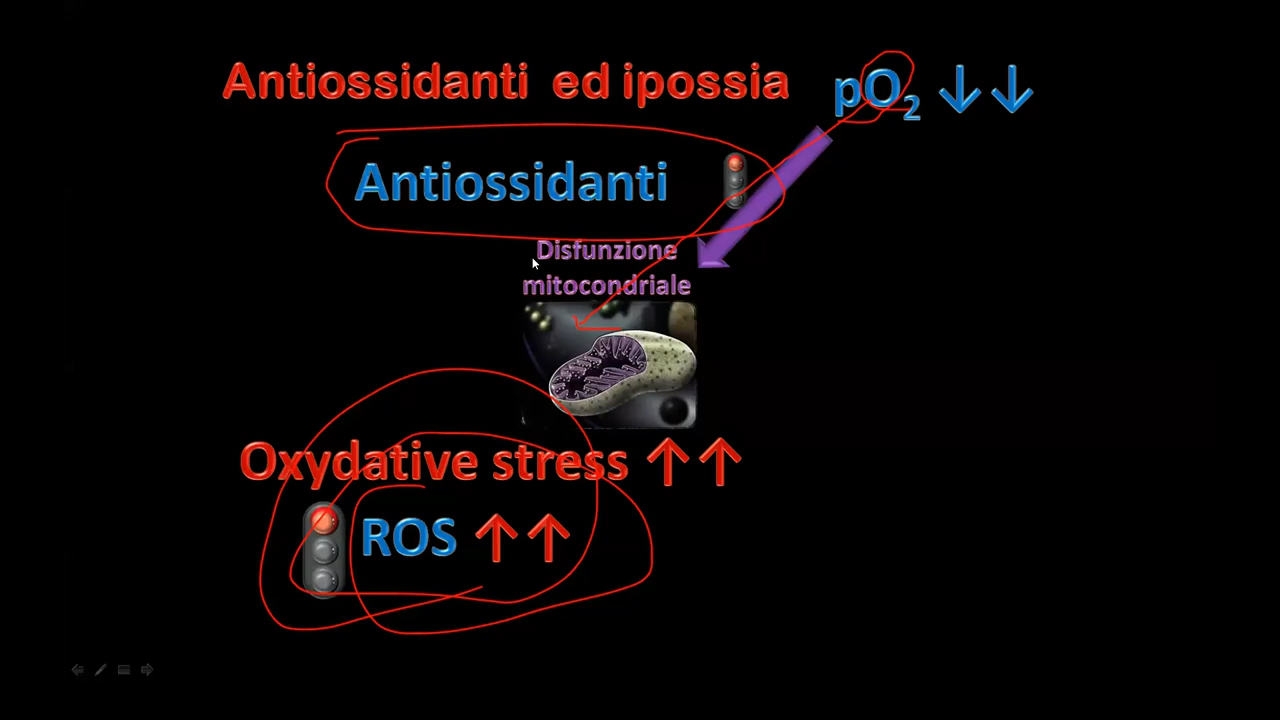 Antiossidanti ed ipossia pO₂ ↓↓
Antiossidanti
Disfunzione
mitocondriale
Oxydative stress ↑↑
ROS ↑↑